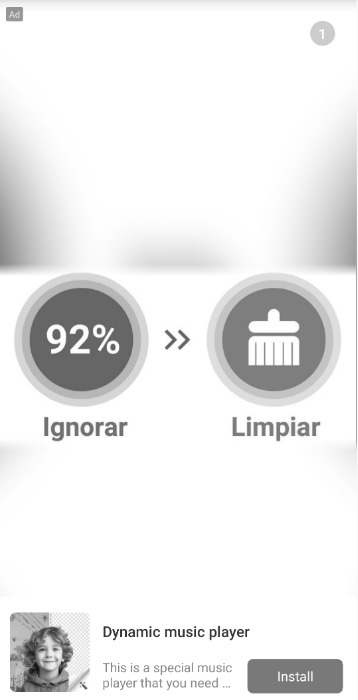 Ad
1
92%
Ignorar
Limpiar
Dynamic music player
This is a special music
player that you need ...
Install